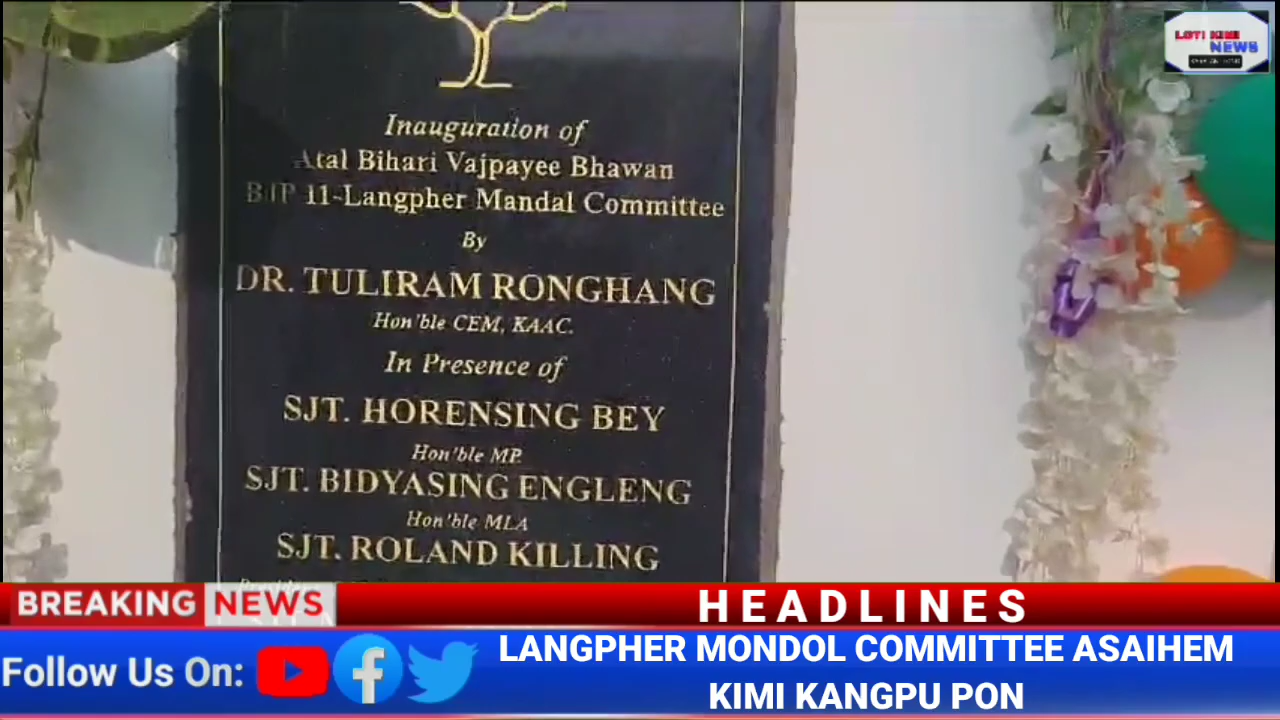 LOTI KIMI
NEWS
Inauguration of
Atal Bihari Vajpayee Bhawan
BJP 11-Langpher Mandal Committee
By
DR. TULIRAM RONGHANG
Hon'ble CEM, KAAC.
In Presence of
SJT. HORENSING BEY
Hon'ble MP.
SJT. BIDYASING ENGLENG
Hon'ble MLA
SJT. ROLAND KILLING
BREAKING NEWS
HEADLINES
Follow Us On:
LANGPHER MONDOL COMMITTEE ASAIHEM
KIMI KANGPU PON